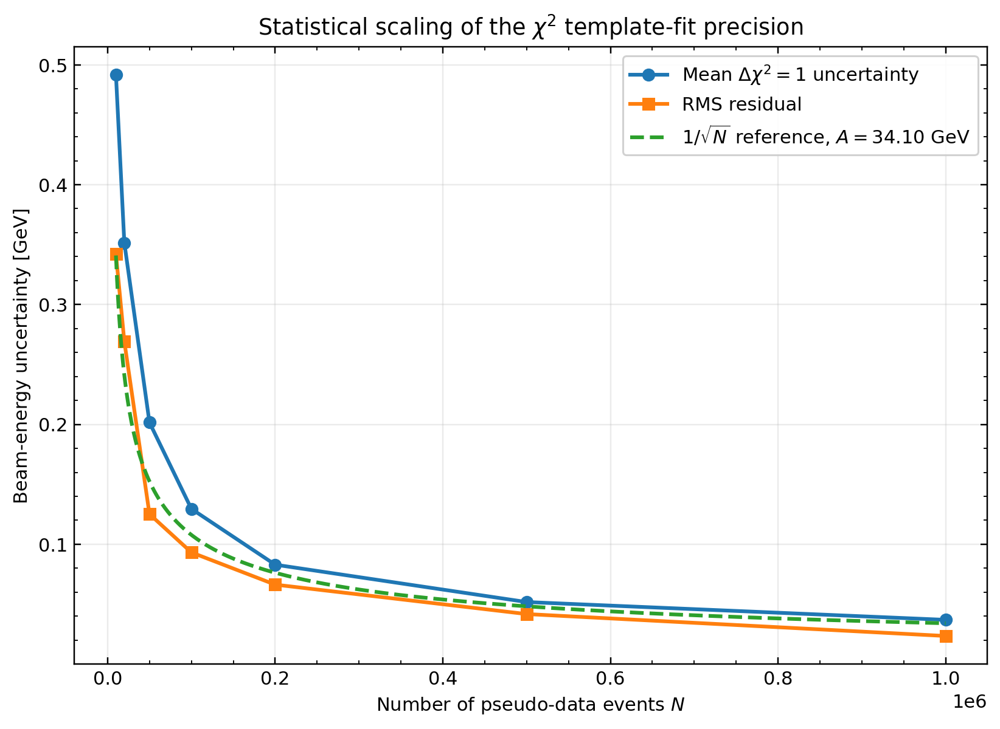 Statistical scaling of the χ² template-fit precision
Mean Δχ² = 1 uncertainty
RMS residual
1/√N reference, A = 34.10 GeV
Beam-energy uncertainty [GeV]
0.5
0.4
0.3
0.2
0.1
0.0 0.2 0.4 0.6 0.8 1.0
1e6
Number of pseudo-data events N